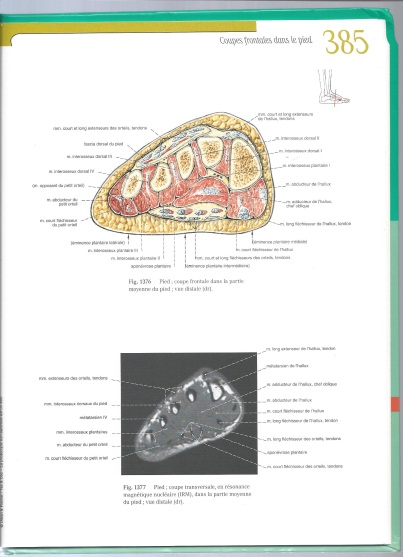 Coupes frontales dans le pied 385
mm. court et long extenseurs
de l'hallux, tendons
mm. court et long extenseurs des orteils, tendons
m. interosseux dorsal II
fascia dorsal du pied
m. interosseux dorsal I
m. interosseux dorsal III
m. interosseux plantaire I
m. interosseux dorsal IV
(m. opposant du petit orteil)
m. abducteur de l'hallux
m. abducteur du
petit orteil
m. adducteur de l'hallux,
chef oblique
m. court fléchisseur
du petit orteil
m. long fléchisseur de l'hallux, tendon
(éminence plantaire latérale)
(éminence plantaire médiale)
m. interosseux plantaire III
m. court fléchisseur de l'hallux
m. interosseux plantaire II
mm. court et long fléchisseurs des orteils, tendons
aponévrose plantaire
(éminence plantaire intermédiaire)
Fig. 1376 Pied ; coupe frontale dans la partie
moyenne du pied ; vue distale (dr).
m. long extenseur de l'hallux, tendon
métatarsien de l'hallux
mm. extenseurs des orteils, tendons
m. adducteur de l'hallux, chef oblique
m. abducteur de l'hallux
mm. interosseux dorsaux du pied
m. court fléchisseur de l'hallux
métatarsien IV
m. long fléchisseur de l'hallux, tendon
mm. interosseux plantaires
m. long fléchisseur des orteils, tendons
m. abducteur du petit orteil
aponévrose plantaire
m. court fléchisseur du petit orteil
m. court fléchisseur des orteils, tendons
Fig. 1377 Pied ; coupe transversale, en résonance
magnétique nucléaire (IRM), dans la partie moyenne
du pied ; vue distale (dr).